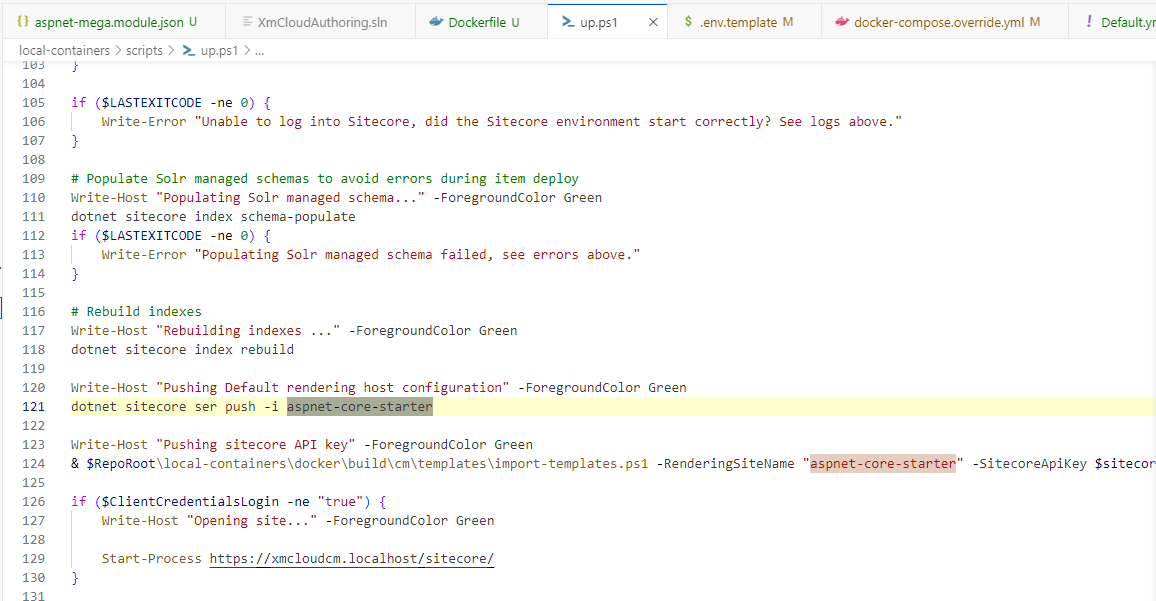 aspnet-mega.module.json U
XmCloudAuthoring.sln
Dockerfile U
up.ps1
$ .env.template M
docker-compose.override.yml M
! Default.yr
local-containers > scripts > up.ps1 > ...
103 }
104
105 if ($LASTEXITCODE -ne 0) {
106 Write-Error "Unable to log into Sitecore, did the Sitecore environment start correctly? See logs above."
107 }
108
109 # Populate Solr managed schemas to avoid errors during item deploy
110 Write-Host "Populating Solr managed schema..." -ForegroundColor Green
111 dotnet sitecore index schema-populate
112 if ($LASTEXITCODE -ne 0) {
113 Write-Error "Populating Solr managed schema failed, see errors above."
114 }
115
116 # Rebuild indexes
117 Write-Host "Rebuilding indexes ..." -ForegroundColor Green
118 dotnet sitecore index rebuild
119
120 Write-Host "Pushing Default rendering host configuration" -ForegroundColor Green
121 dotnet sitecore ser push -i aspnet-core-starter
122
123 Write-Host "Pushing sitecore API key" -ForegroundColor Green
124 & $RepoRoot\local-containers\docker\build\cm\templates\import-templates.ps1 -RenderingSiteName "aspnet-core-starter" -SitecoreApiKey $sitecor
125
126 if ($ClientCredentialsLogin -ne "true") {
127 Write-Host "Opening site..." -ForegroundColor Green
128
129 Start-Process https://xmcloudcm.localhost/sitecore/
130 }
131